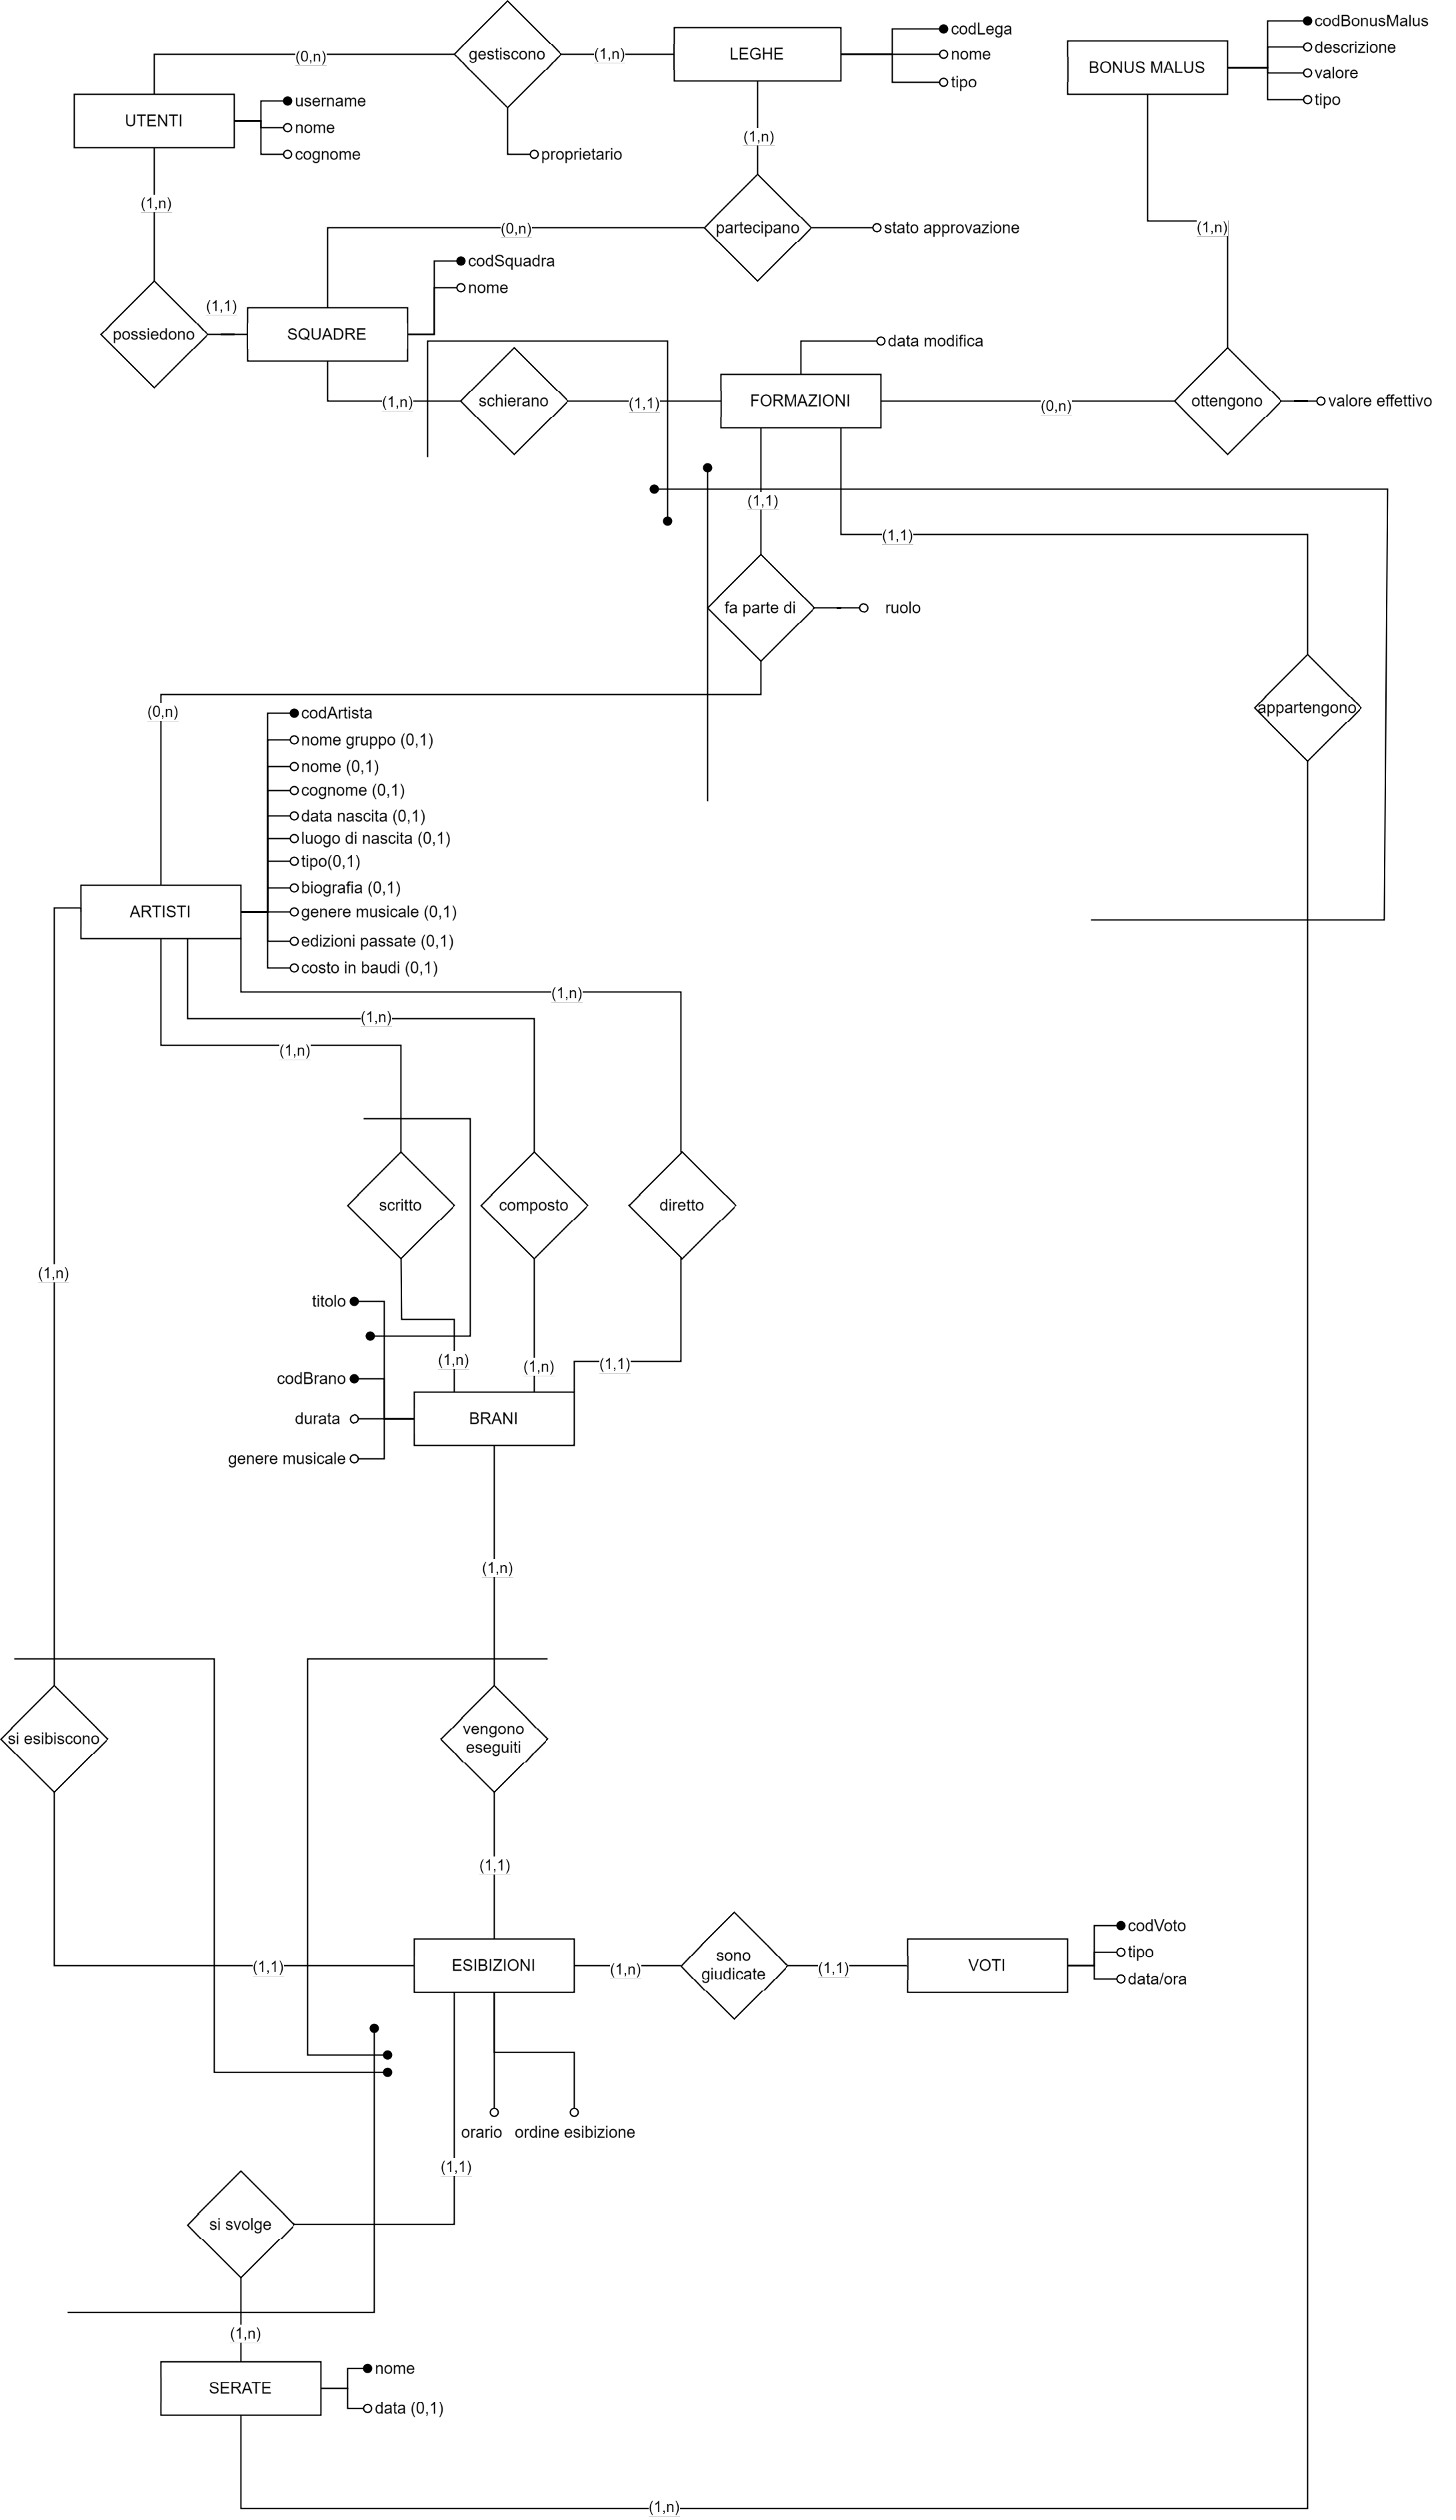 gestiscono
(0,n)
(1,n)
LEGHE
codLega
nome
tipo
BONUS MALUS
codBonusMalus
descrizione
valore
tipo
UTENTI
username
nome
cognome
proprietario
(1,n)
(1,n)
partecipano
(0,n)
stato approvazione
(1,n)
codSquadra
nome
possiedono
(1,1)
SQUADRE
data modifica
(1,n)
schierano
(1,1)
FORMAZIONI
(0,n)
ottengono
valore effettivo
(1,1)
(1,1)
fa parte di
ruolo
appartengono
(0,n)
codArtista
nome gruppo (0,1)
nome (0,1)
cognome (0,1)
data nascita (0,1)
luogo di nascita (0,1)
tipo(0,1)
biografia (0,1)
ARTISTI
genere musicale (0,1)
edizioni passate (0,1)
costo in baudi (0,1)
(1,n)
(1,n)
(1,n)
scritto
composto
diretto
(1,n)
titolo
(1,n)
(1,n)
(1,1)
codBrano
durata
BRANI
genere musicale
(1,n)
si esibiscono
vengono
eseguiti
(1,1)
(1,1)
ESIBIZIONI
(1,n)
sono
giudicate
(1,1)
VOTI
codVoto
tipo
data/ora
orario
ordine esibizione
(1,1)
si svolge
(1,n)
SERATE
nome
data (0,1)
(1,n)